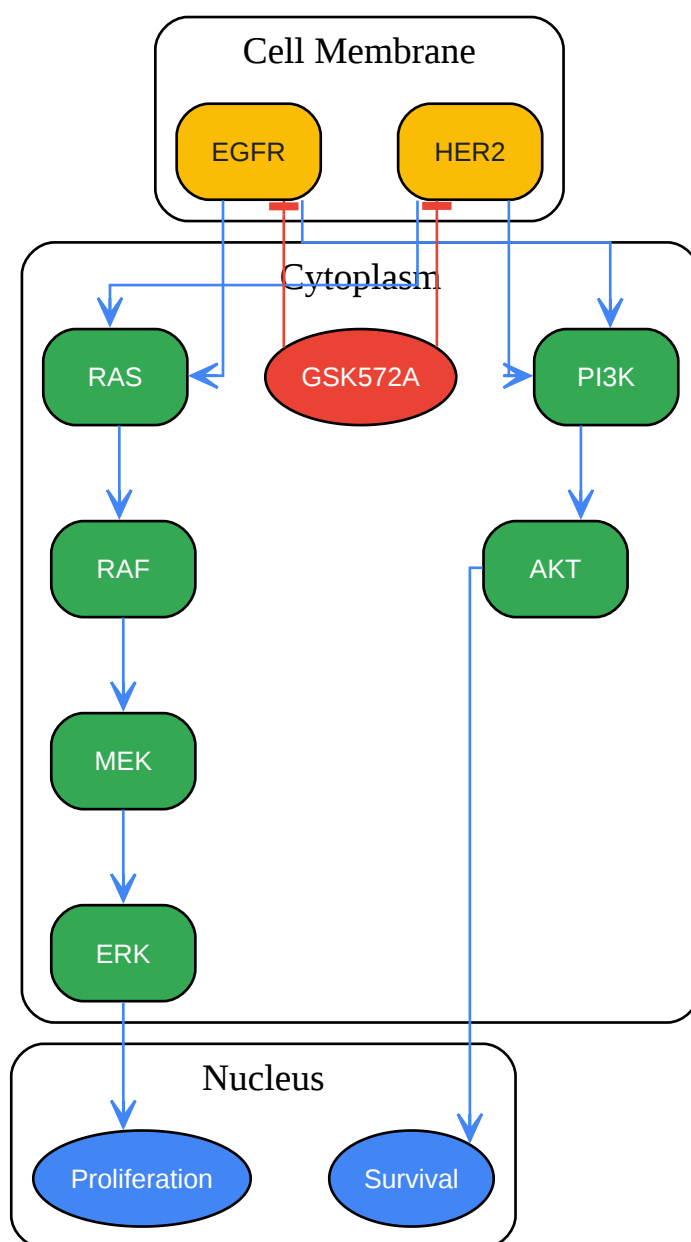 Cell Membrane
EGFR
HER2
Cytoplasm
RAS
GSK572A
PI3K
RAF
AKT
MEK
ERK
Nucleus
Proliferation
Survival